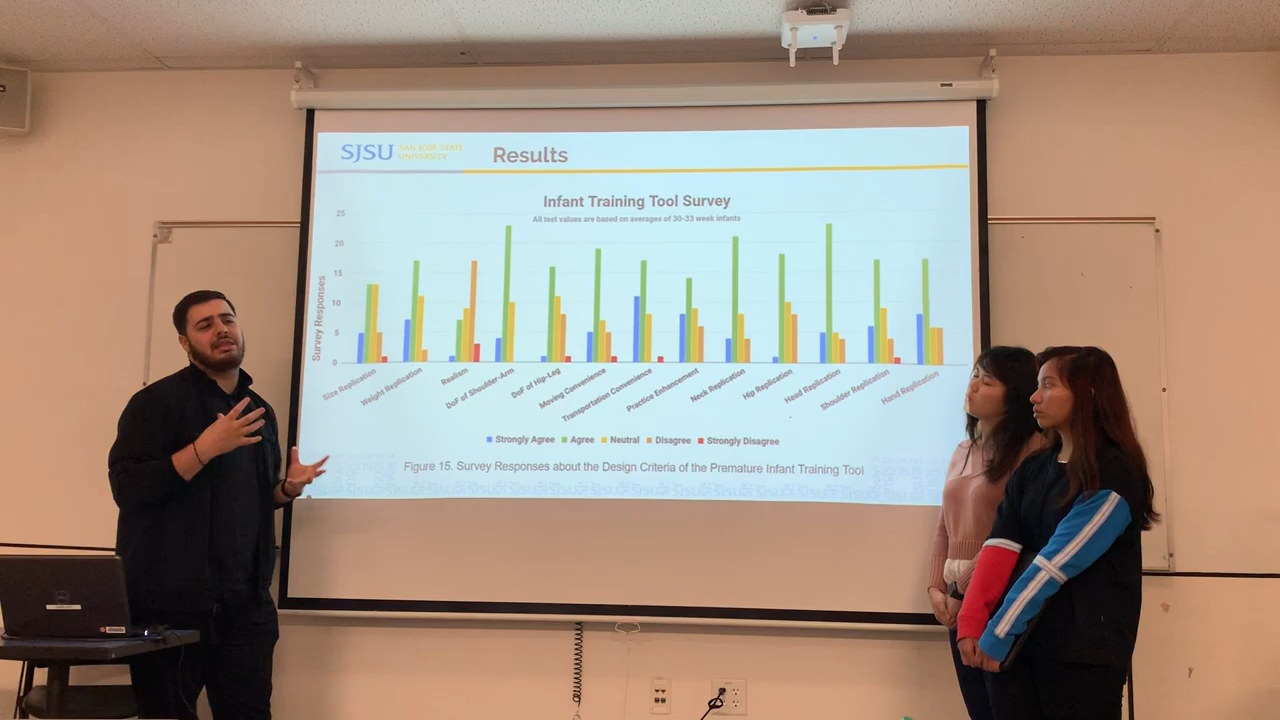 SJSU SAN JOSÉ STATE
UNIVERSITY
Results
Infant Training Tool Survey
All test values are based on averages of 30-33 week infants
Survey Responses
25
20
15
10
5
0
Size Replication
Weight Replication
Realism
DoF of Shoulder-Arm
DoF of Hip-Leg
Moving Convenience
Transportation Convenience
Practice Enhancement
Neck Replication
Hip Replication
Head Replication
Shoulder Replication
Hand Replication
Strongly Agree Agree Neutral Disagree Strongly Disagree
Figure 15. Survey Responses about the Design Criteria of the Premature Infant Training Tool